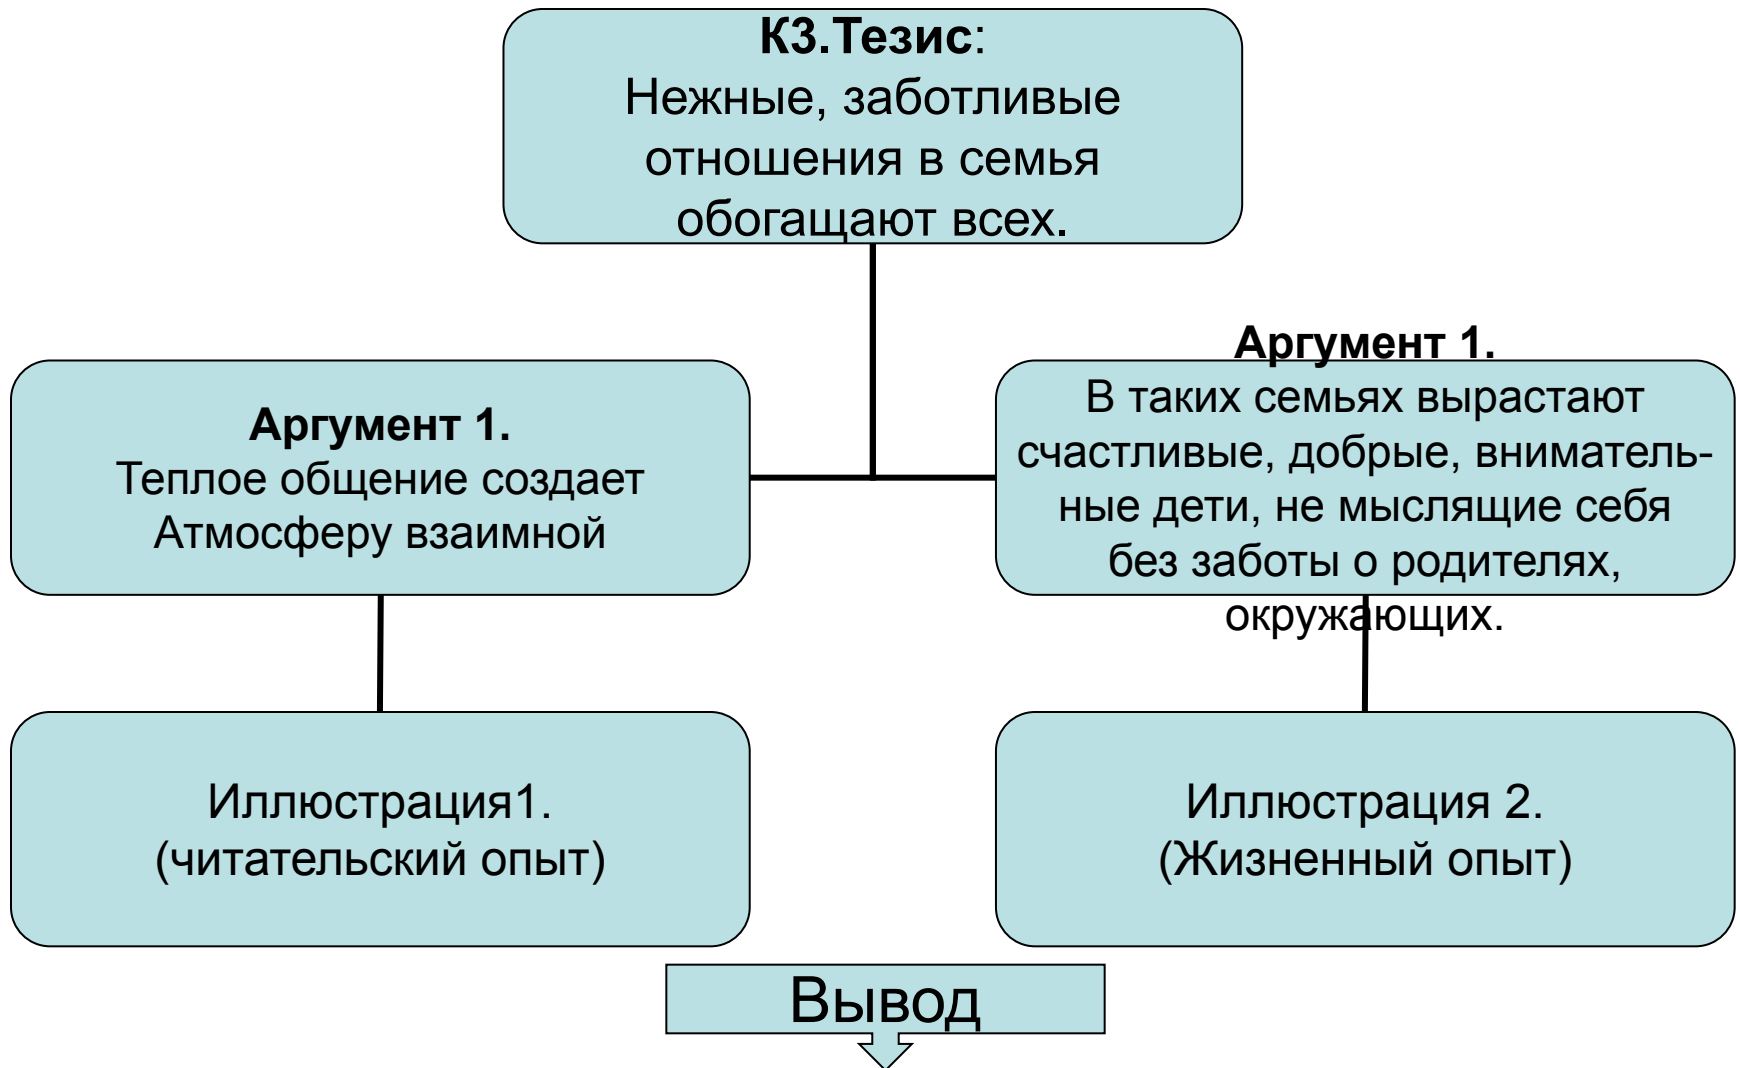 К3.Тезис:
Нежные, заботливые
отношения в семья
обогащают всех.
Аргумент 1.
Теплое общение создает
Атмосферу взаимной
Аргумент 1.
В таких семьях вырастают
счастливые, добрые, вниматель-
ные дети, не мыслящие себя
без заботы о родителях,
окружающих.
Иллюстрация1.
(читательский опыт)
Иллюстрация 2.
(Жизненный опыт)
Вывод